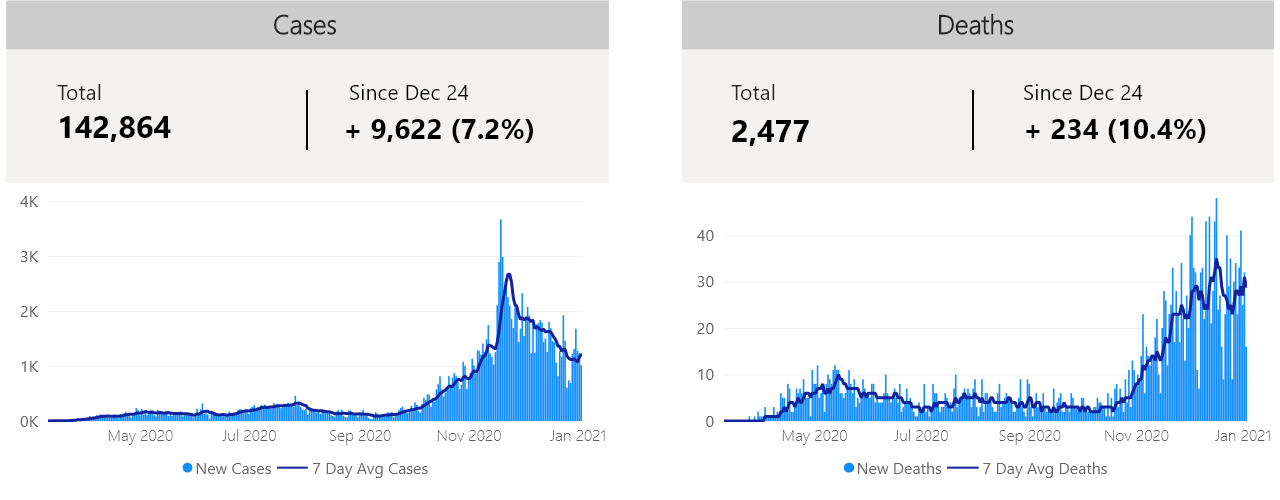 Cases
Total
142,864
Since Dec 24
+ 9,622 (7.2%)
4K
3K
2K
1K
0K
May 2020 Jul 2020 Sep 2020 Nov 2020 Jan 2021
New Cases 7 Day Avg Cases
Deaths
Total
2,477
Since Dec 24
+ 234 (10.4%)
40
30
20
10
0
May 2020 Jul 2020 Sep 2020 Nov 2020 Jan 2021
New Deaths 7 Day Avg Deaths